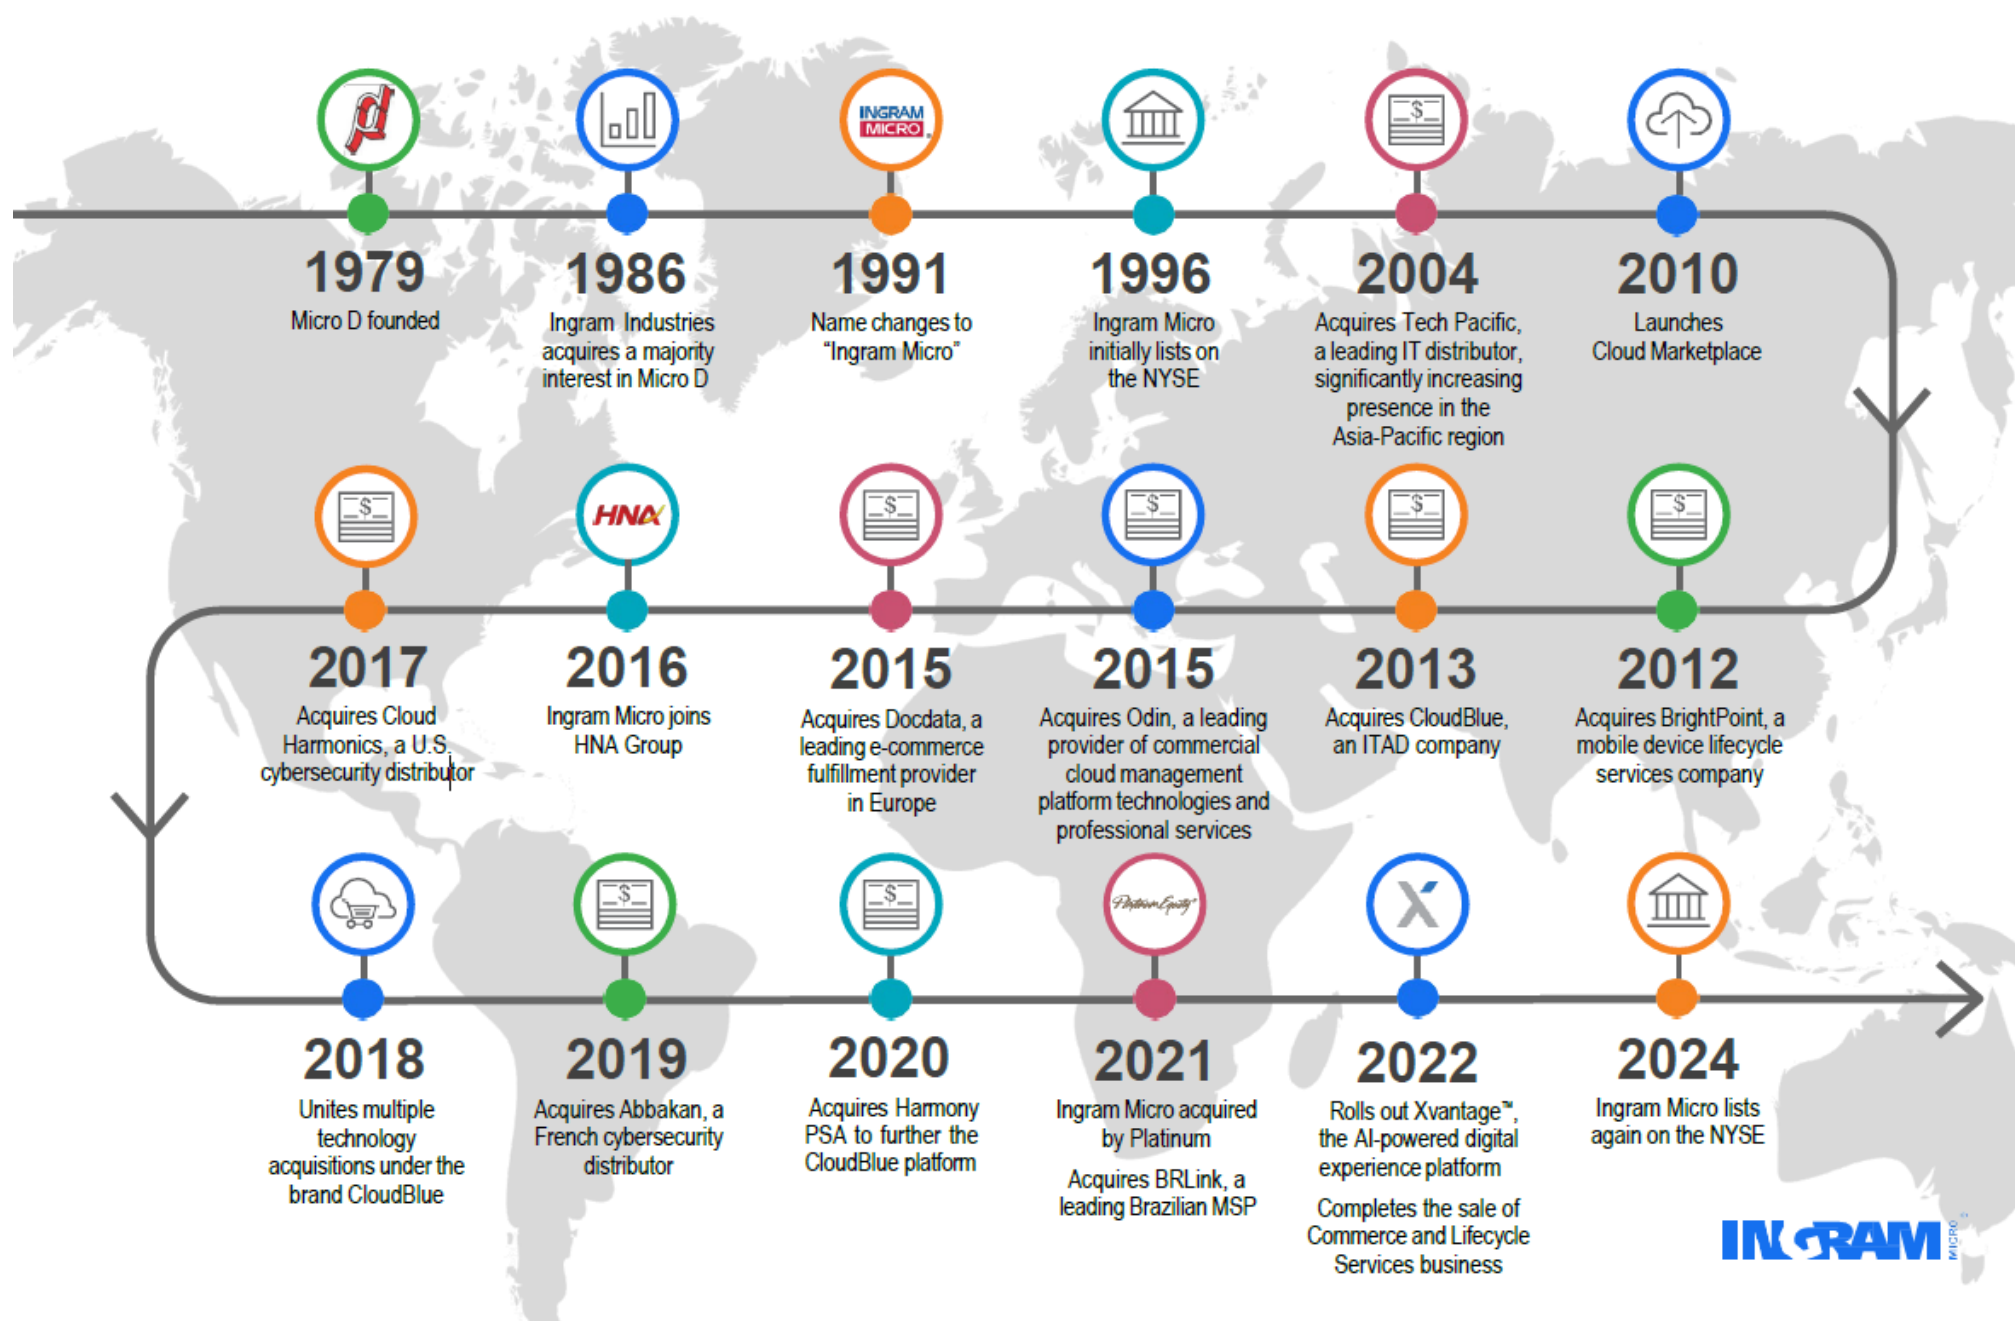 INGRAM
MICRO
1979
Micro D founded
1986
Ingram Industries
acquires a majority
interest in Micro D
1991
Name changes to
“Ingram Micro”
1996
Ingram Micro
initially lists on
the NYSE
2004
Acquires Tech Pacific,
a leading IT distributor,
significantly increasing
presence in the
Asia-Pacific region
2010
Launches
Cloud Marketplace
$
2012
Acquires BrightPoint, a
mobile device lifecycle
services company
$
2013
Acquires CloudBlue,
an ITAD company
$
2015
Acquires Odin, a leading
provider of commercial
cloud management
platform technologies and
professional services
$
2015
Acquires Docdata, a
leading e-commerce
fulfillment provider
in Europe
HNA
2016
Ingram Micro joins
HNA Group
$
2017
Acquires Cloud
Harmonics, a U.S.
cybersecurity distributor
$
2018
Unites multiple
technology
acquisitions under the
brand CloudBlue
$
2019
Acquires Abbakan, a
French cybersecurity
distributor
$
2020
Acquires Harmony
PSA to further the
CloudBlue platform
Platinum Equity
2021
Ingram Micro acquired
by Platinum
Acquires BRLink, a
leading Brazilian MSP
X
2022
Rolls out Xvantage™,
the AI-powered digital
experience platform
Completes the sale of
Commerce and Lifecycle
Services business
2024
Ingram Micro lists
again on the NYSE
INGRAM MICRO